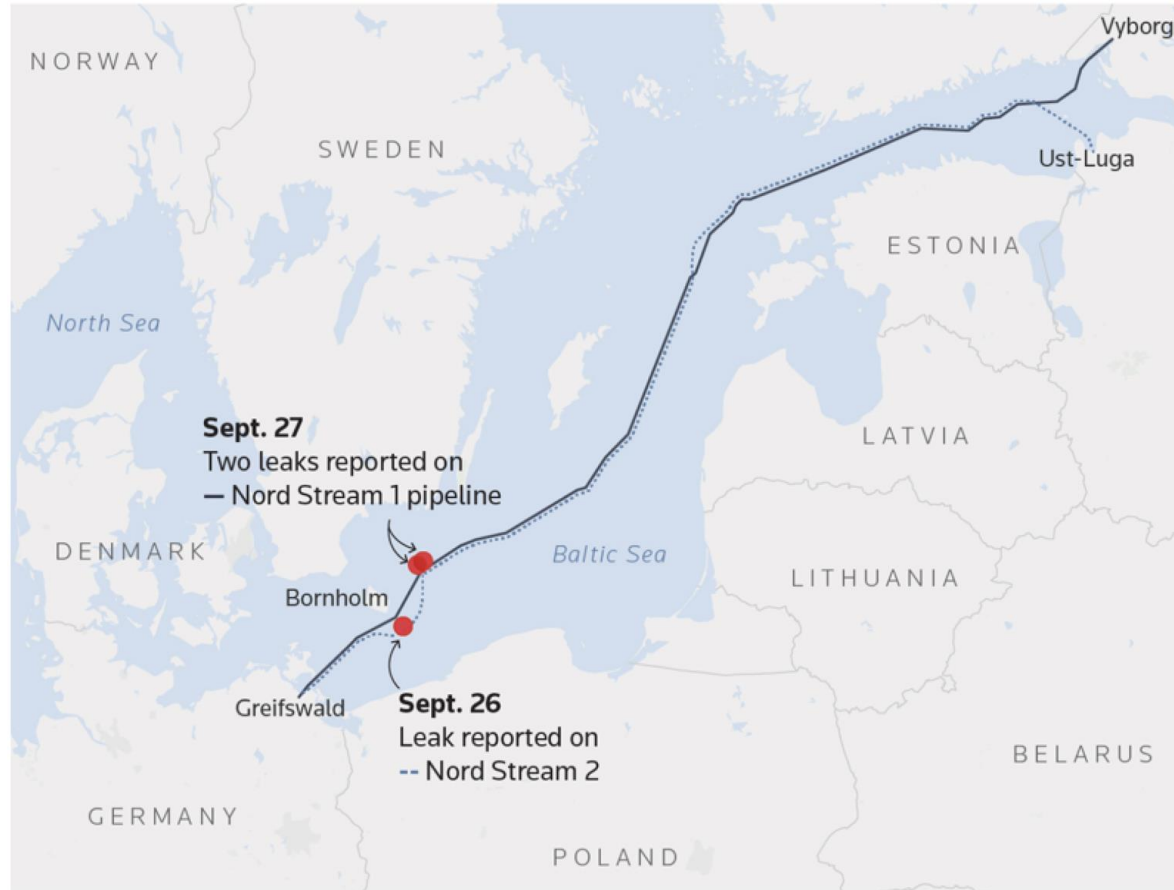 Vyborg
NORWAY
SWEDEN
Ust-Luga
ESTONIA
North Sea
Sept. 27
Two leaks reported on
Nord Stream 1 pipeline
LATVIA
DENMARK
Baltic Sea
LITHUANIA
Bornholm
Greifswald
Sept. 26
Leak reported on
Nord Stream 2
BELARUS
GERMANY
POLAND